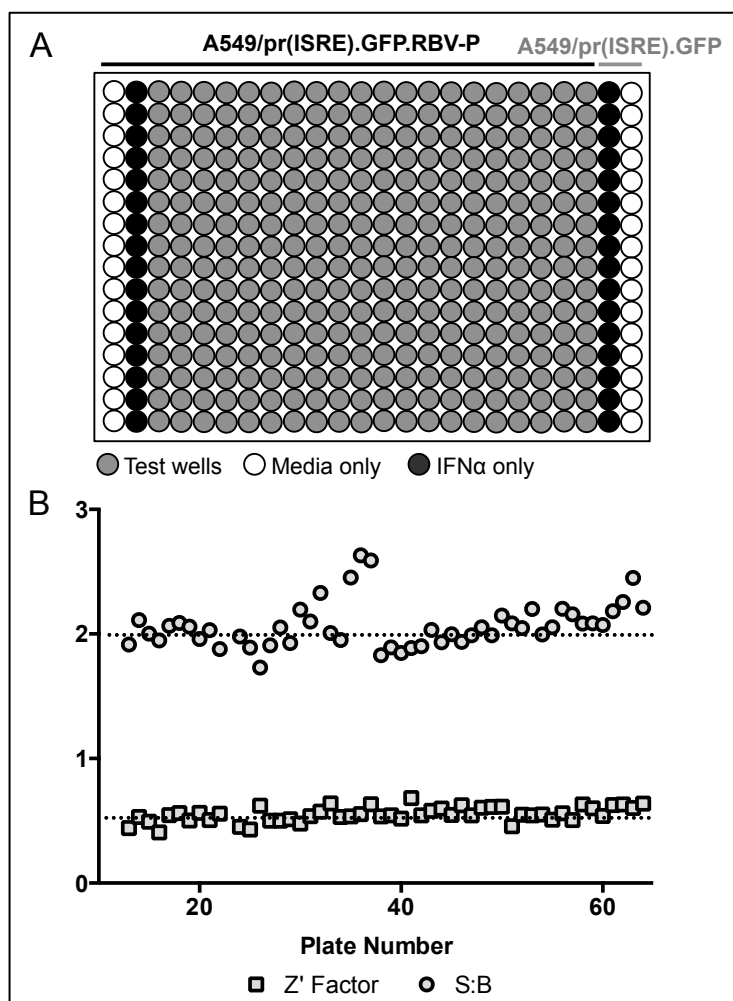 A
A549/pr(ISRE).GFP.RBV-P
A549/pr(ISRE).GFP
Test wells Media only IFNα only
B
3
2
1
0
20 40 60
Plate Number
Z' Factor S:B